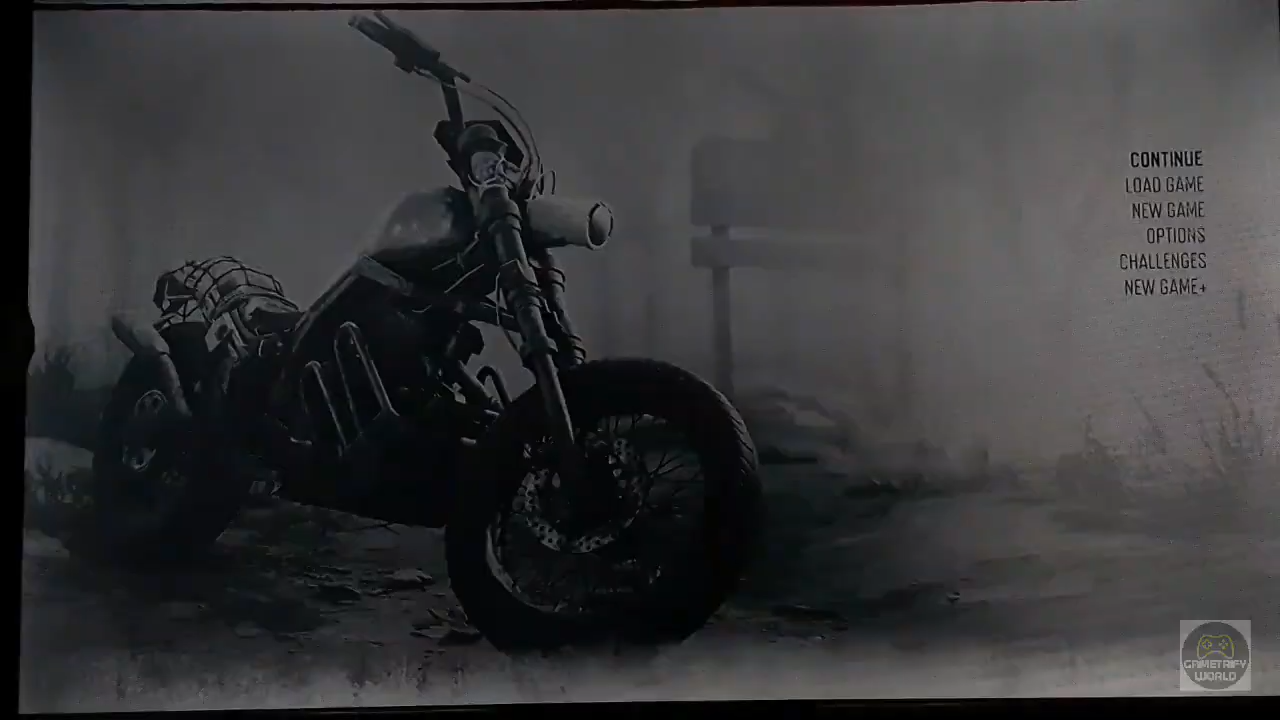 CONTINUE
LOAD GAME
NEW GAME
OPTIONS
CHALLENGES
NEW GAME+
GAMETRIFY
WORLD